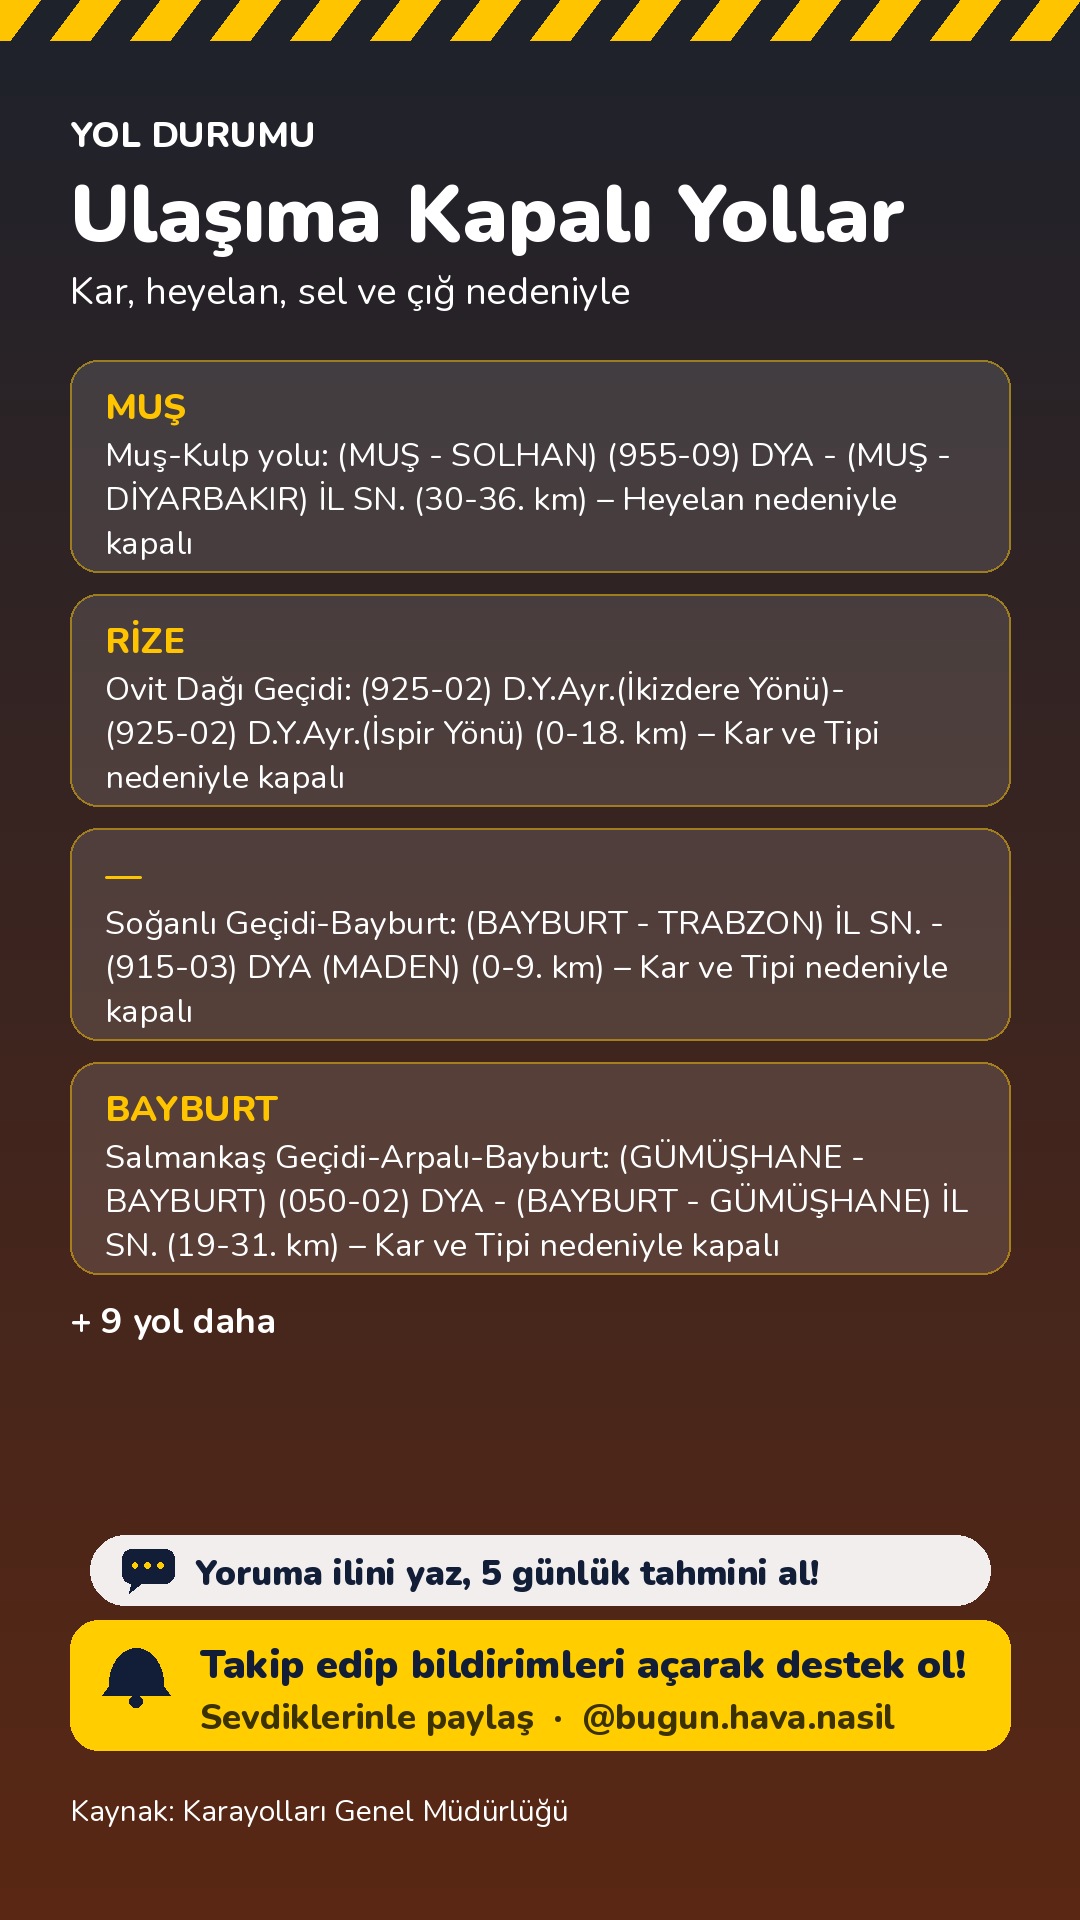 YOL DURUMU
Ulaşıma Kapalı Yollar
Kar, heyelan, sel ve çığ nedeniyle
MUŞ
Muş-Kulp yolu: (MUŞ - SOLHAN) (955-09) DYA - (MUŞ -
DİYARBAKIR) İL SN. (30-36. km) – Heyelan nedeniyle
kapalı
RİZE
Ovit Dağı Geçidi: (925-02) D.Y.Ayr.(İkizdere Yönü)-
(925-02) D.Y.Ayr.(İspir Yönü) (0-18. km) – Kar ve Tipi
nedeniyle kapalı
—
Soğanlı Geçidi-Bayburt: (BAYBURT - TRABZON) İL SN. -
(915-03) DYA (MADEN) (0-9. km) – Kar ve Tipi nedeniyle
kapalı
BAYBURT
Salmankaş Geçidi-Arpalı-Bayburt: (GÜMÜŞHANE -
BAYBURT) (050-02) DYA - (BAYBURT - GÜMÜŞHANE) İL
SN. (19-31. km) – Kar ve Tipi nedeniyle kapalı
+ 9 yol daha
Yoruma ilini yaz, 5 günlük tahmini al!
Takip edip bildirimleri açarak destek ol!
Sevdiklerinle paylaş · @bugun.hava.nasil
Kaynak: Karayolları Genel Müdürlüğü